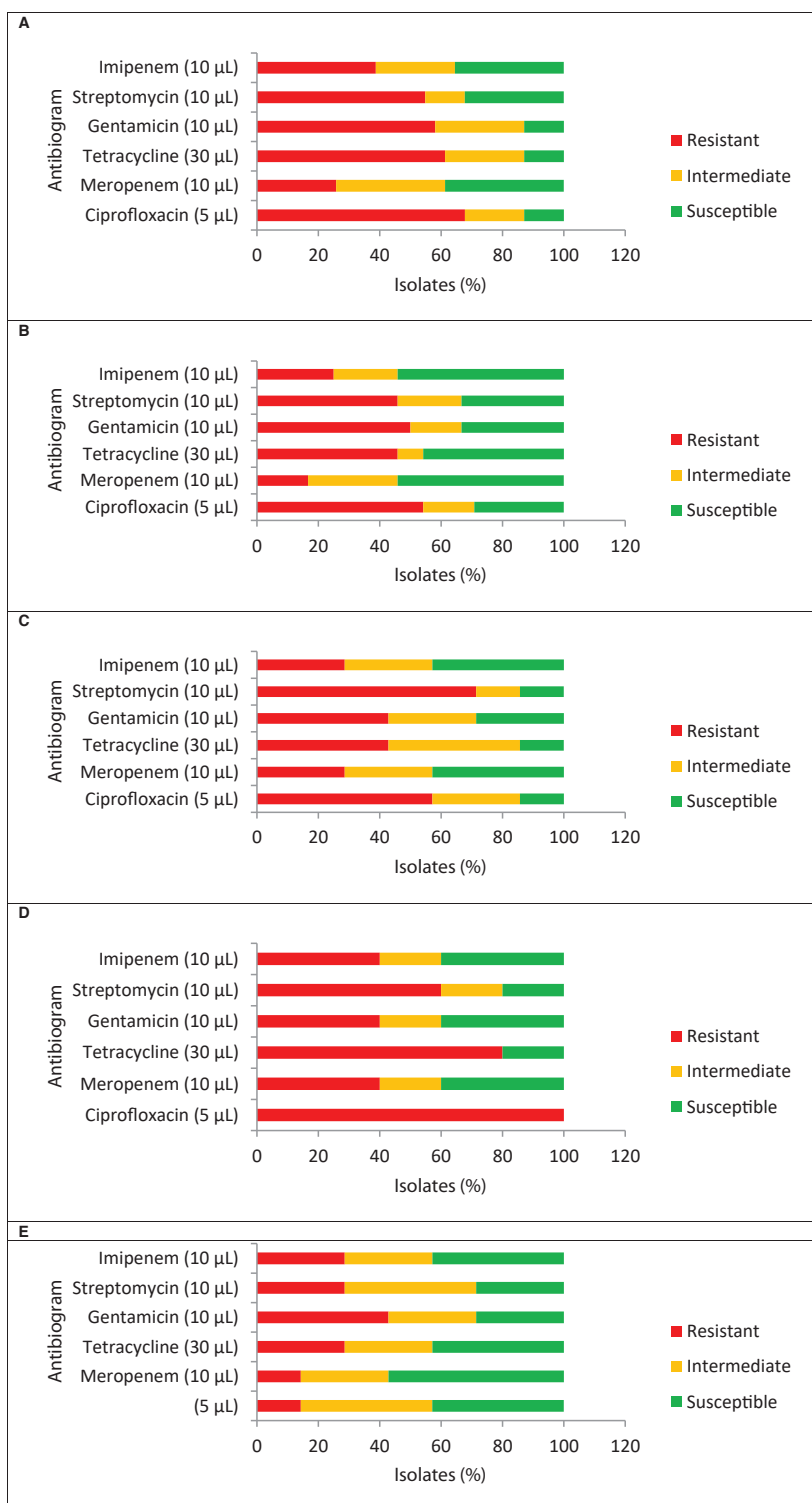 A
Antibiogram
Imipenem (10 µL)
Streptomycin (10 µL)
Gentamicin (10 µL)
Tetracycline (30 µL)
Meropenem (10 µL)
Ciprofloxacin (5 µL)
0 20 40 60 80 100 120
Isolates (%)
Resistant
Intermediate
Susceptible
B
Antibiogram
Imipenem (10 µL)
Streptomycin (10 µL)
Gentamicin (10 µL)
Tetracycline (30 µL)
Meropenem (10 µL)
Ciprofloxacin (5 µL)
0 20 40 60 80 100 120
Isolates (%)
Resistant
Intermediate
Susceptible
C
Antibiogram
Imipenem (10 µL)
Streptomycin (10 µL)
Gentamicin (10 µL)
Tetracycline (30 µL)
Meropenem (10 µL)
Ciprofloxacin (5 µL)
0 20 40 60 80 100 120
Isolates (%)
Resistant
Intermediate
Susceptible
D
Antibiogram
Imipenem (10 µL)
Streptomycin (10 µL)
Gentamicin (10 µL)
Tetracycline (30 µL)
Meropenem (10 µL)
Ciprofloxacin (5 µL)
0 20 40 60 80 100 120
Isolates (%)
Resistant
Intermediate
Susceptible
E
Antibiogram
Imipenem (10 µL)
Streptomycin (10 µL)
Gentamicin (10 µL)
Tetracycline (30 µL)
Meropenem (10 µL)
(5 µL)
0 20 40 60 80 100 120
Isolates (%)
Resistant
Intermediate
Susceptible